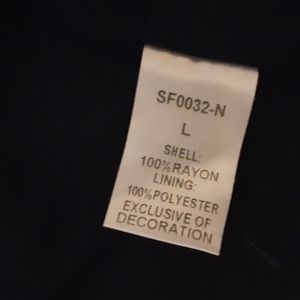 SF0032-N
L
SHELL:
100%RAYON
LINING:
100%POLYESTER
EXCLUSIVE OF
DECORATION